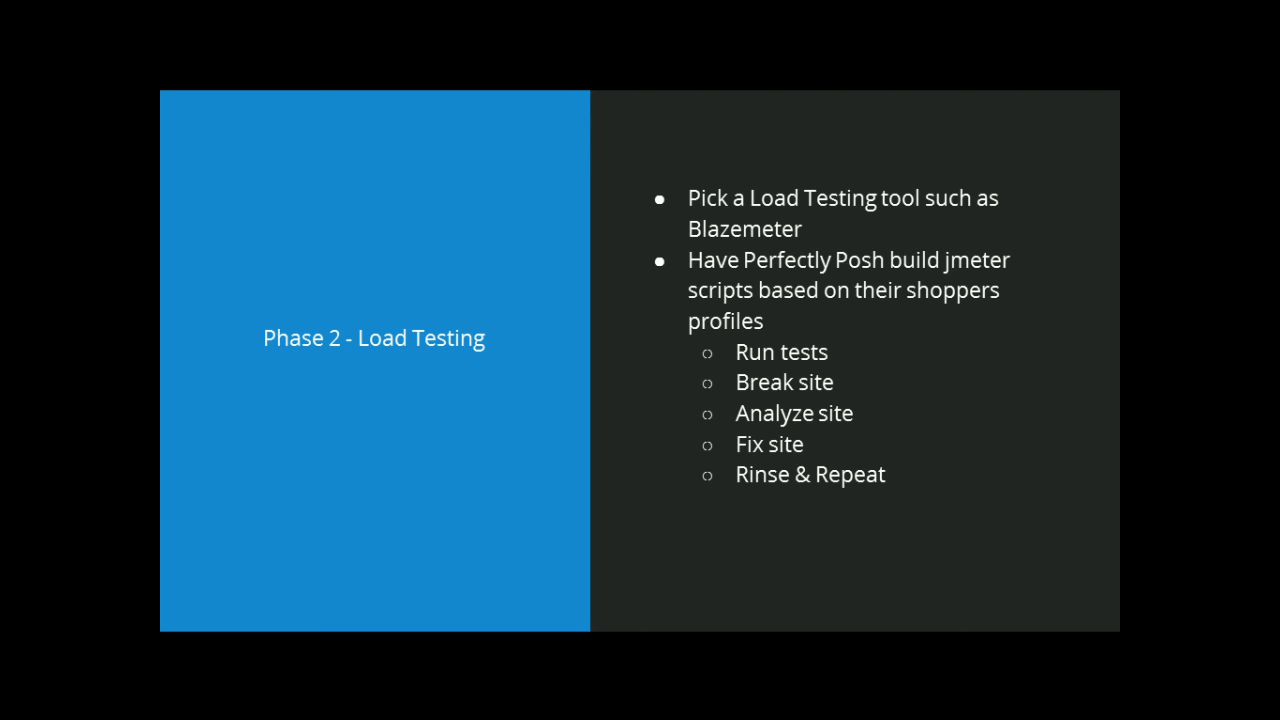 Phase 2 - Load Testing
● Pick a Load Testing tool such as
Blazemeter
● Have Perfectly Posh build jmeter
scripts based on their shoppers
profiles
○ Run tests
○ Break site
○ Analyze site
○ Fix site
○ Rinse & Repeat